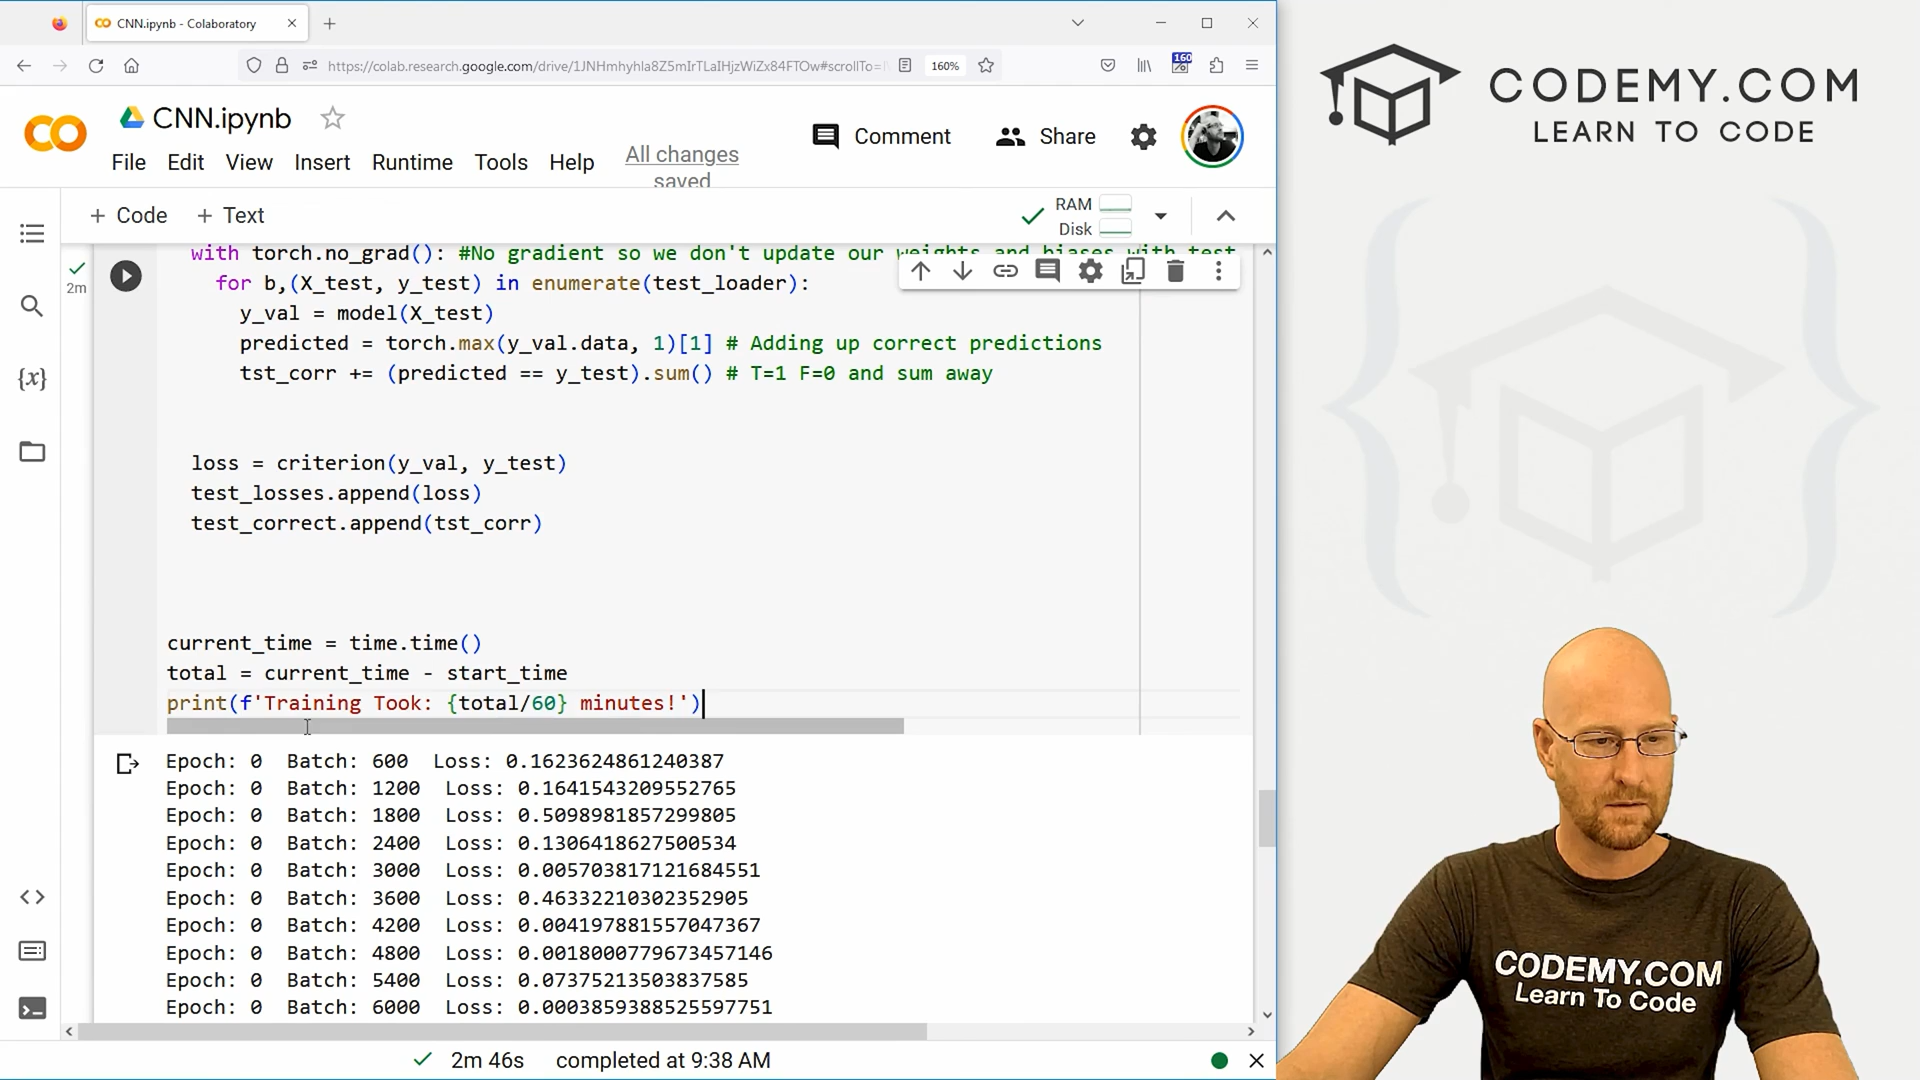 CNN.ipynb - Colaboratory
https://colab.research.google.com/drive/1JNHmhyhla8Z5mIrTLaIHjzWiZx84FTOw#scrollTo=
160%
160
CNN.ipynb
File Edit View Insert Runtime Tools Help
All changes saved
Comment
Share
+ Code + Text
RAM
Disk
2m
with torch.no_grad(): #No gradient so we don't update our weights and biases with test
for b,(X_test, y_test) in enumerate(test_loader):
y_val = model(X_test)
predicted = torch.max(y_val.data, 1)[1] # Adding up correct predictions
tst_corr += (predicted == y_test).sum() # T=1 F=0 and sum away
loss = criterion(y_val, y_test)
test_losses.append(loss)
test_correct.append(tst_corr)
current_time = time.time()
total = current_time - start_time
print(f'Training Took: {total/60} minutes!')
Epoch: 0 Batch: 600 Loss: 0.1623624861240387
Epoch: 0 Batch: 1200 Loss: 0.1641543209552765
Epoch: 0 Batch: 1800 Loss: 0.5098981857299805
Epoch: 0 Batch: 2400 Loss: 0.1306418627500534
Epoch: 0 Batch: 3000 Loss: 0.005703817121684551
Epoch: 0 Batch: 3600 Loss: 0.46332210302352905
Epoch: 0 Batch: 4200 Loss: 0.004197881557047367
Epoch: 0 Batch: 4800 Loss: 0.0018000779673457146
Epoch: 0 Batch: 5400 Loss: 0.07375213503837585
Epoch: 0 Batch: 6000 Loss: 0.0003859388525597751
2m 46s completed at 9:38 AM
CODEMY.COM
LEARN TO CODE
CODEMY.COM
Learn To Code